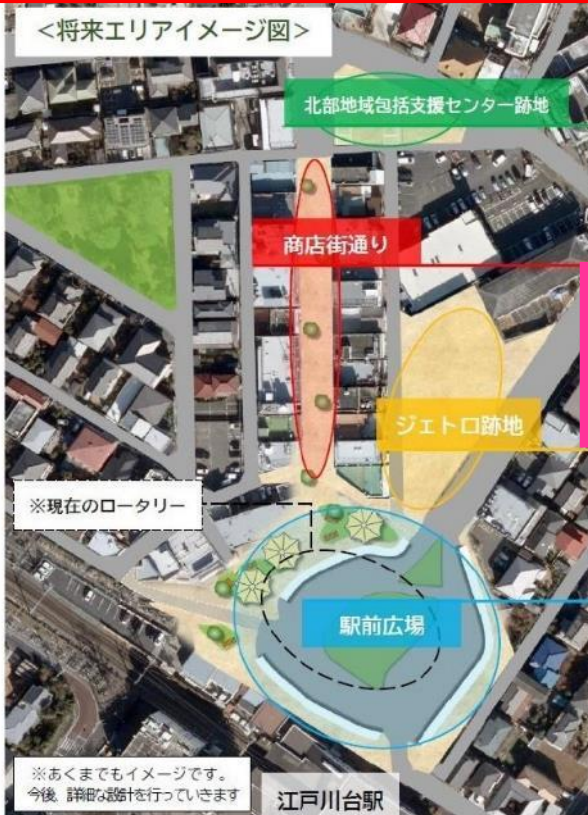 <将来エリアイメージ図>
北部地域包括支援センター跡地
商店街通り
ジェトロ跡地
※現在のロータリー
駅前広場
※あくまでもイメージです。
今後、詳細な設計を行っていきます
江戸川台駅